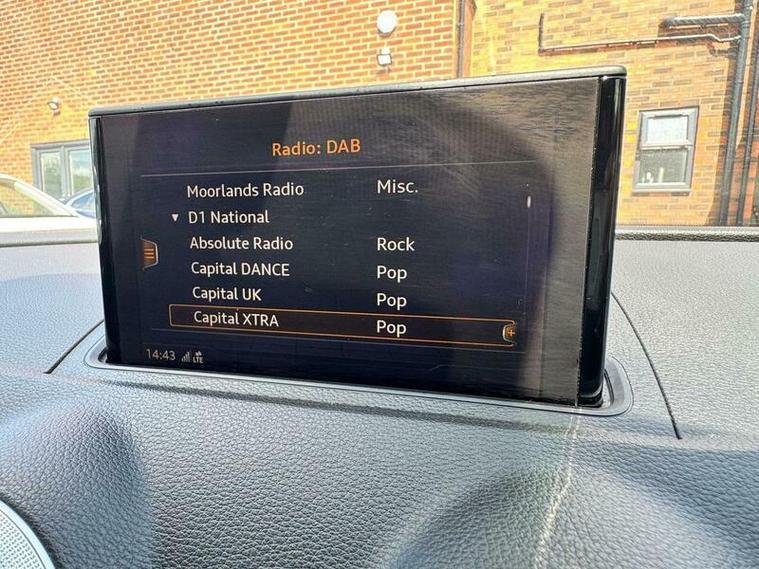 Radio: DAB
Moorlands Radio Misc.
▼ D1 National
Absolute Radio Rock
Capital DANCE Pop
Capital UK Pop
Capital XTRA Pop
14:43 LTE